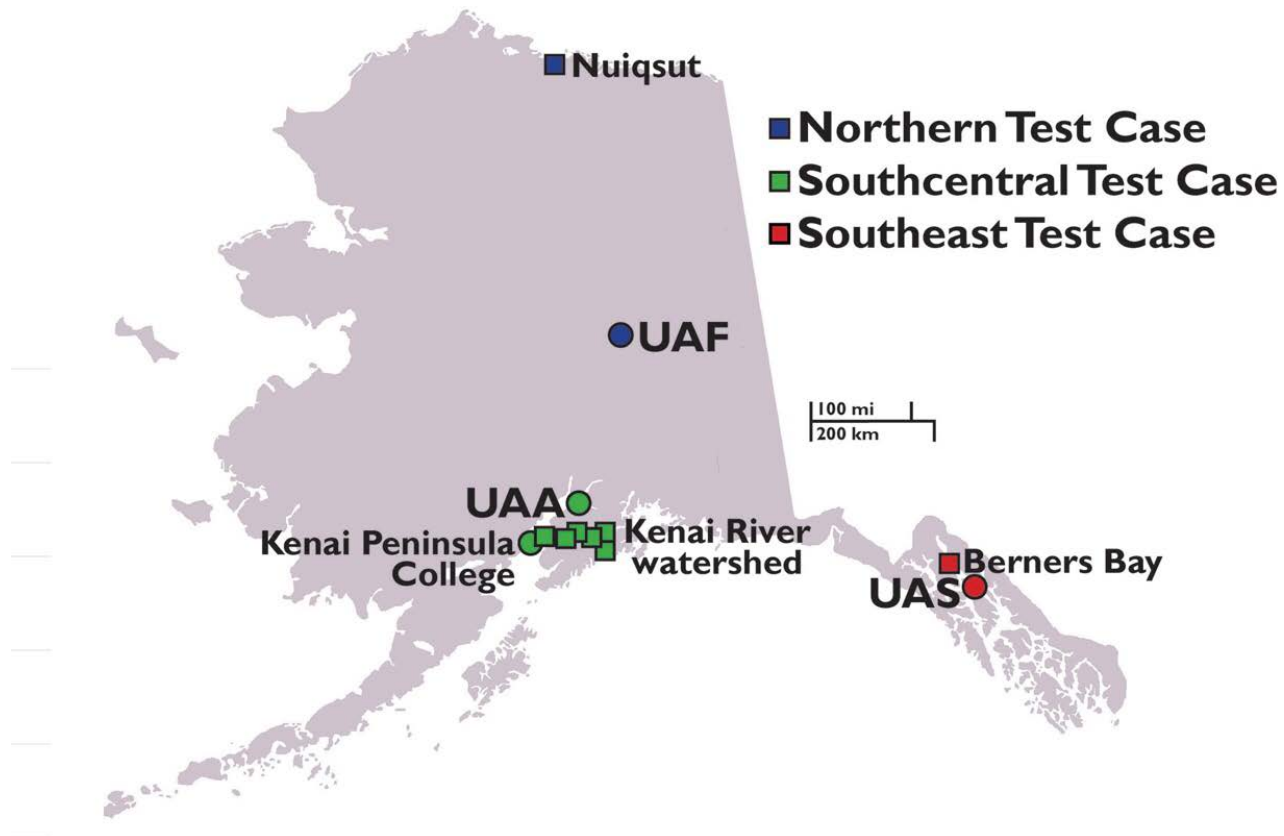 Nuiqsut
Northern Test Case
Southcentral Test Case
Southeast Test Case
UAF
100 mi
200 km
UAA
Kenai Peninsula
College
Kenai River
watershed
Berners Bay
UAS